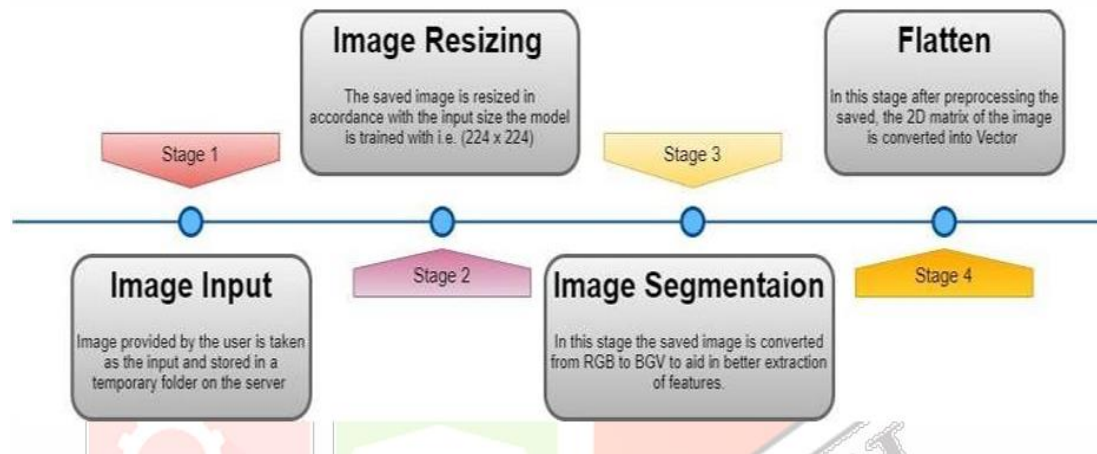 Image Resizing
The saved image is resized in
accordance with the input size the model
is trained with i.e. (224 x 224)
Flatten
In this stage after preprocessing the
saved, the 2D matrix of the image
is converted into Vector
Stage 1
Stage 3
Image Input
Image provided by the user is taken
as the input and stored in a
temporary folder on the server
Stage 2
Image Segmentaion
In this stage the saved image is converted
from RGB to BGV to aid in better extraction
of features.
Stage 4